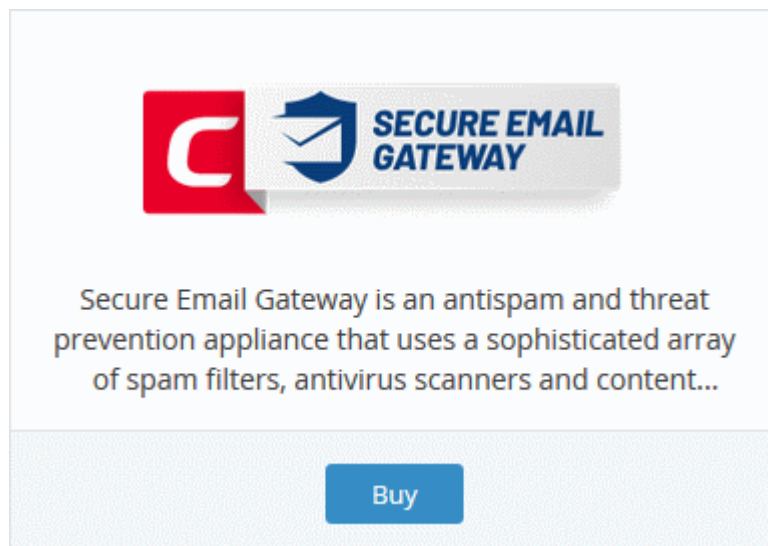 C
SECURE EMAIL
GATEWAY
Secure Email Gateway is an antispam and threat
prevention appliance that uses a sophisticated array
of spam filters, antivirus scanners and content...
Buy